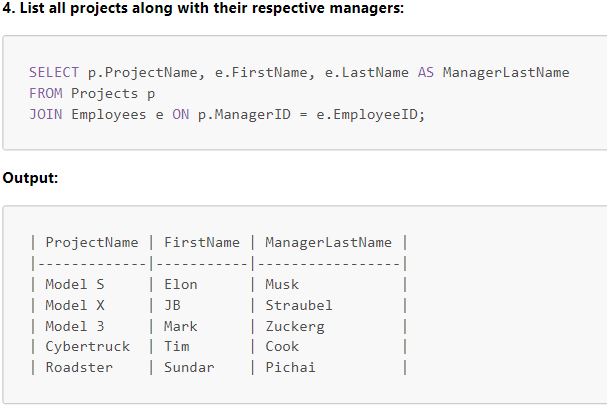 4. List all projects along with their respective managers:
SELECT p.ProjectName, e.FirstName, e.LastName AS ManagerLastName
FROM Projects p
JOIN Employees e ON p.ManagerID = e.EmployeeID;
Output:
| ProjectName | FirstName | ManagerLastName |
|-------------|-----------|-----------------|
| Model S     | Elon      | Musk            |
| Model X     | JB        | Straubel        |
| Model 3     | Mark      | Zuckerg         |
| Cybertruck  | Tim       | Cook            |
| Roadster    | Sundar    | Pichai          |